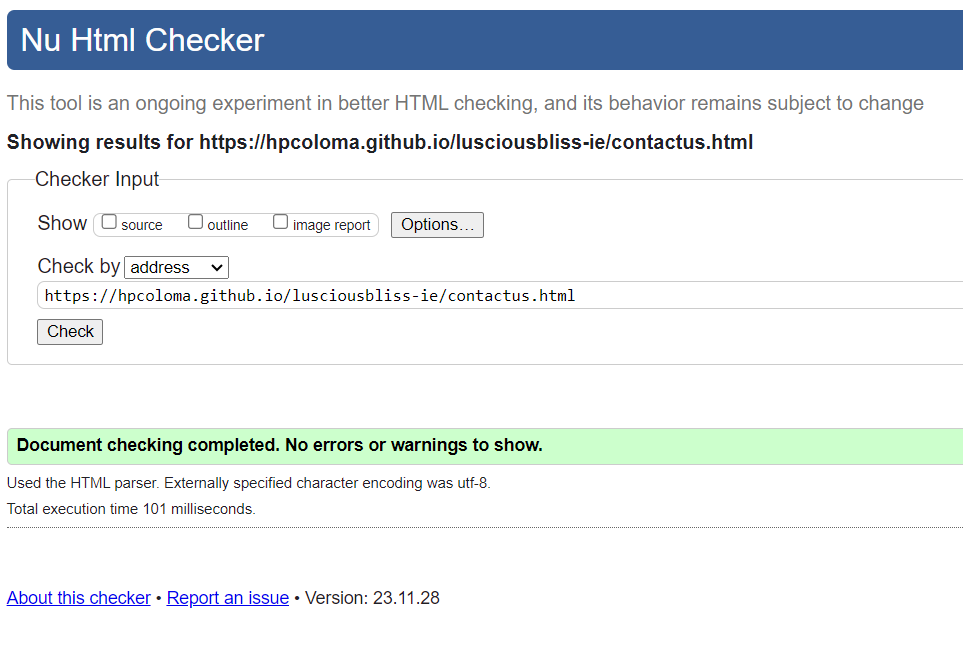 Nu Html Checker
This tool is an ongoing experiment in better HTML checking, and its behavior remains subject to change
Showing results for https://hpcoloma.github.io/lusciousbliss-ie/contactus.html
Checker Input
Show source outline image report Options...
Check by address
https://hpcoloma.github.io/lusciousbliss-ie/contactus.html
Check
Document checking completed. No errors or warnings to show.
Used the HTML parser. Externally specified character encoding was utf-8.
Total execution time 101 milliseconds.
About this checker • Report an issue • Version: 23.11.28